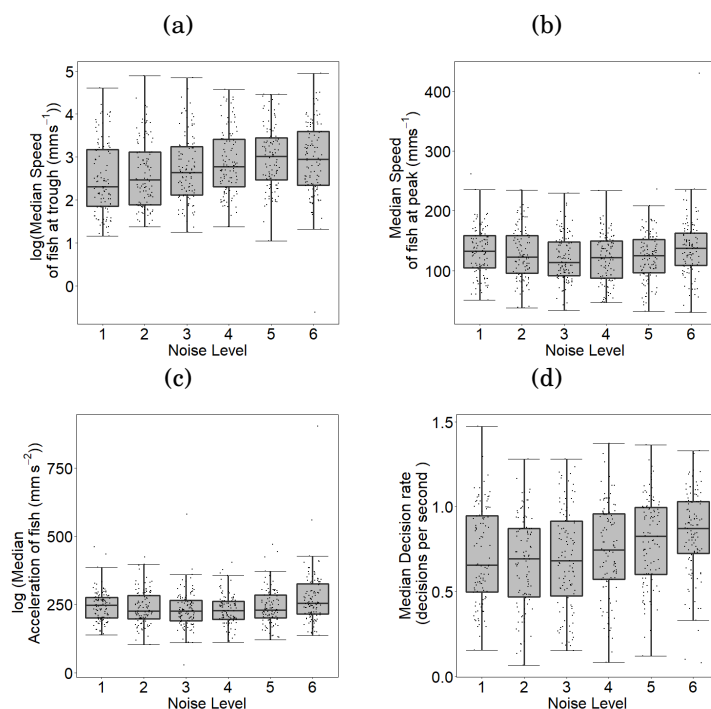 (a)
log(Median Speed
of fish at trough (mms⁻¹))
5
4
3
2
1
0
1 2 3 4 5 6
Noise Level
(b)
Median Speed
of fish at peak (mms⁻¹)
400
300
200
100
1 2 3 4 5 6
Noise Level
(c)
log (Median
Acceleration of fish (mm s⁻²))
750
500
250
0
1 2 3 4 5 6
Noise Level
(d)
Median Decision rate
(decisions per second )
1.5
1.0
0.5
0.0
1 2 3 4 5 6
Noise Level